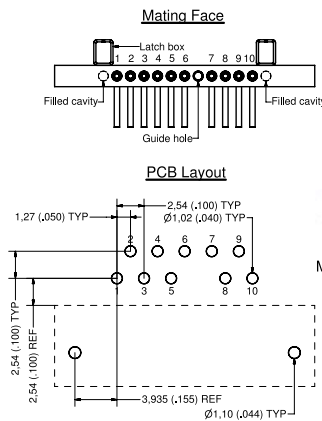 Mating Face
Latch box
1 2 3 4 5 6 7 8 9 10
Filled cavity
Filled cavity
Guide hole
PCB Layout
2,54 (.100) TYP
1,27 (.050) TYP
Ø1,02 (.040) TYP
2 4 6 7 9
M
1 3 5 8 10
2,54 (.100) TYP
2,54 (.100) REF
3,935 (.155) REF
Ø1,10 (.044) TYP